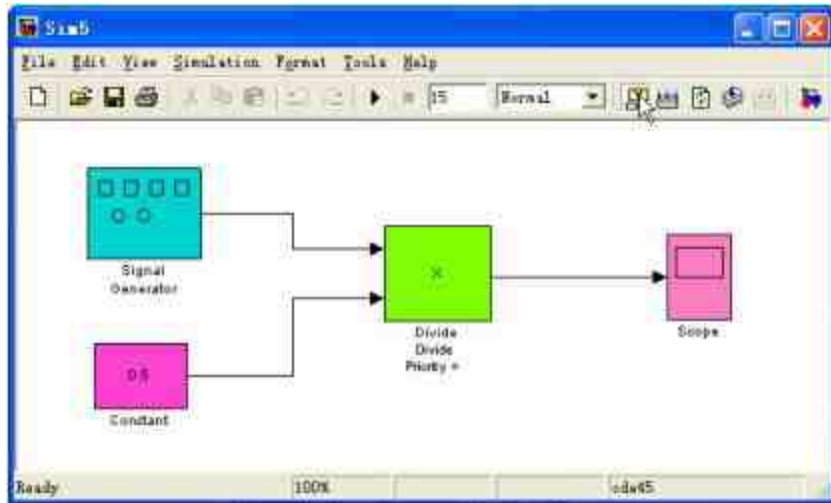 Sim5
File Edit View Simulation Format Tools Help
15 Normal
Signal
Generator
0.5
Constant
×
Divide
Divide
Priority =
Scope
Ready 100% ode45